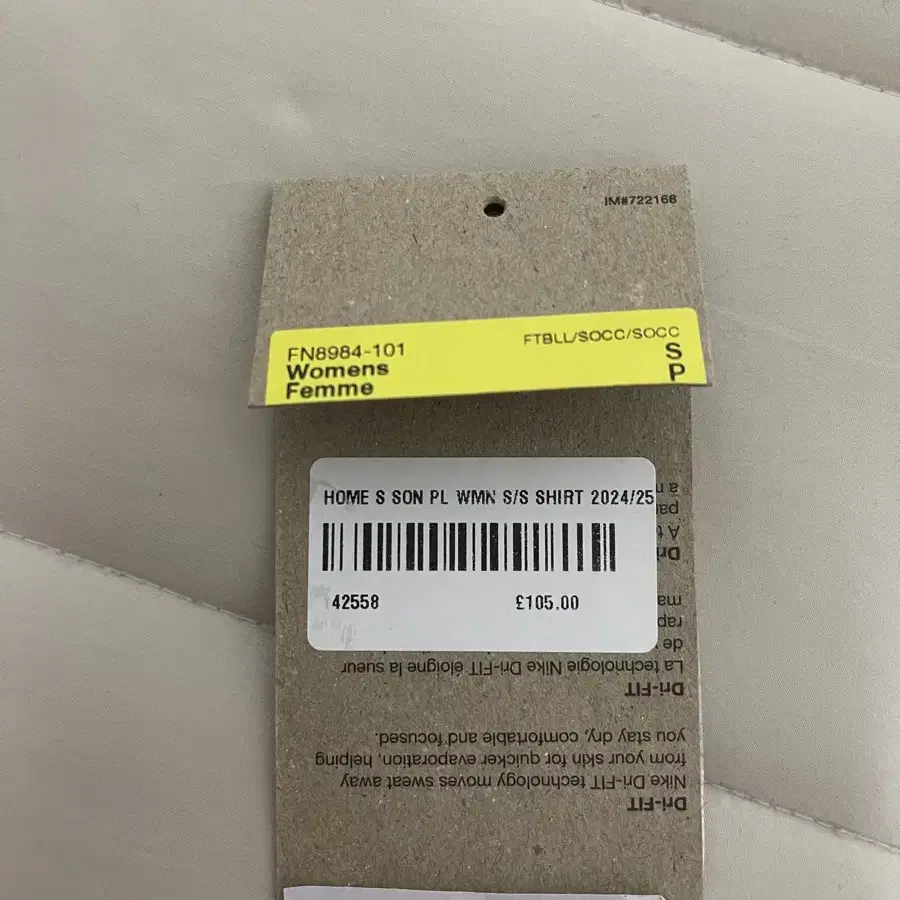 IM#722168
FTBLL/SOCC/SOCC
FN8984-101
S
Womens
P
Femme
HOME S SON PL WMN S/S SHIRT 2024/25
42558 £105.00
Dri-FIT
Nike Dri-FIT technology moves sweat away
from your skin for quicker evaporation, helping
you stay dry, comfortable and focused.
Dri-FIT
La technologie Nike Dri-FIT éloigne la sueur
de